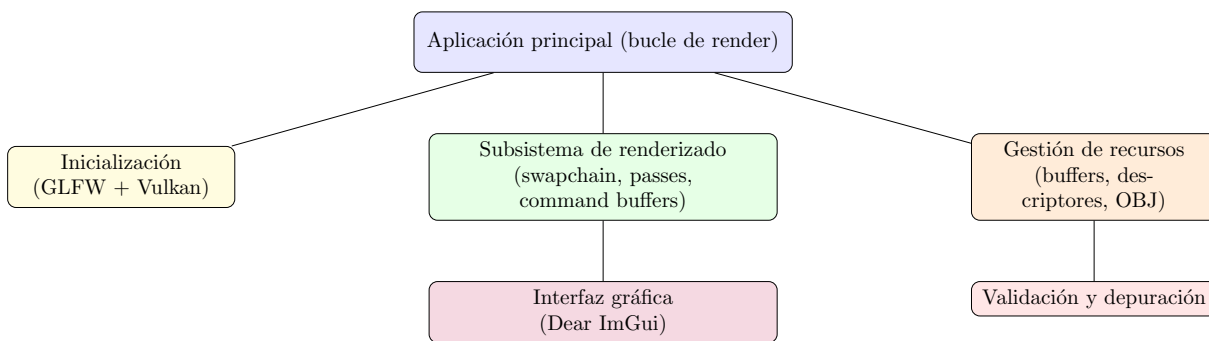 Aplicación principal (bucle de render)
Inicialización
(GLFW + Vulkan)
Subsistema de renderizado
(swapchain, passes,
command buffers)
Gestión de recursos
(buffers, des-
criptores, OBJ)
Interfaz gráfica
(Dear ImGui)
Validación y depuración